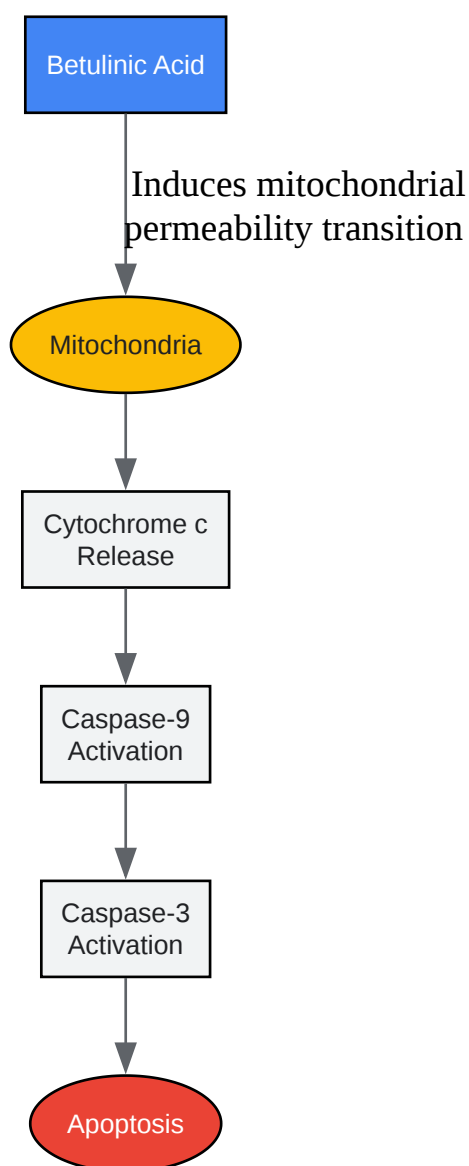 Betulinic Acid
Induces mitochondrial
permeability transition
Mitochondria
Cytochrome c
Release
Caspase-9
Activation
Caspase-3
Activation
Apoptosis